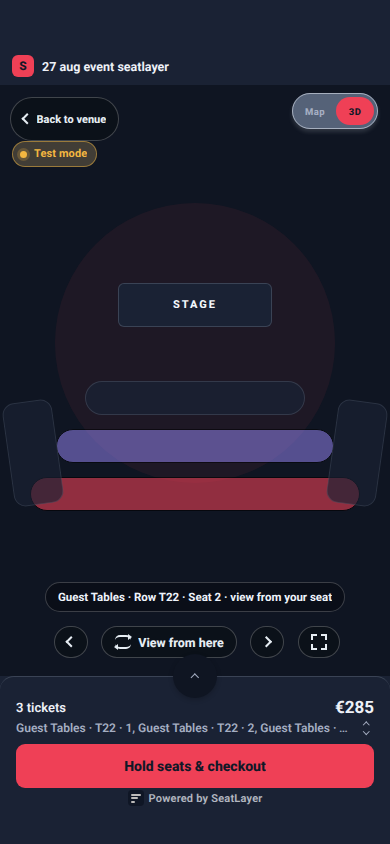 S 27 aug event seatlayer
Back to venue
Map 3D
Test mode
STAGE
Guest Tables · Row T22 · Seat 2 · view from your seat
View from here
3 tickets €285
Guest Tables · T22 · 1, Guest Tables · T22 · 2, Guest Tables · ...
Hold seats & checkout
Powered by SeatLayer